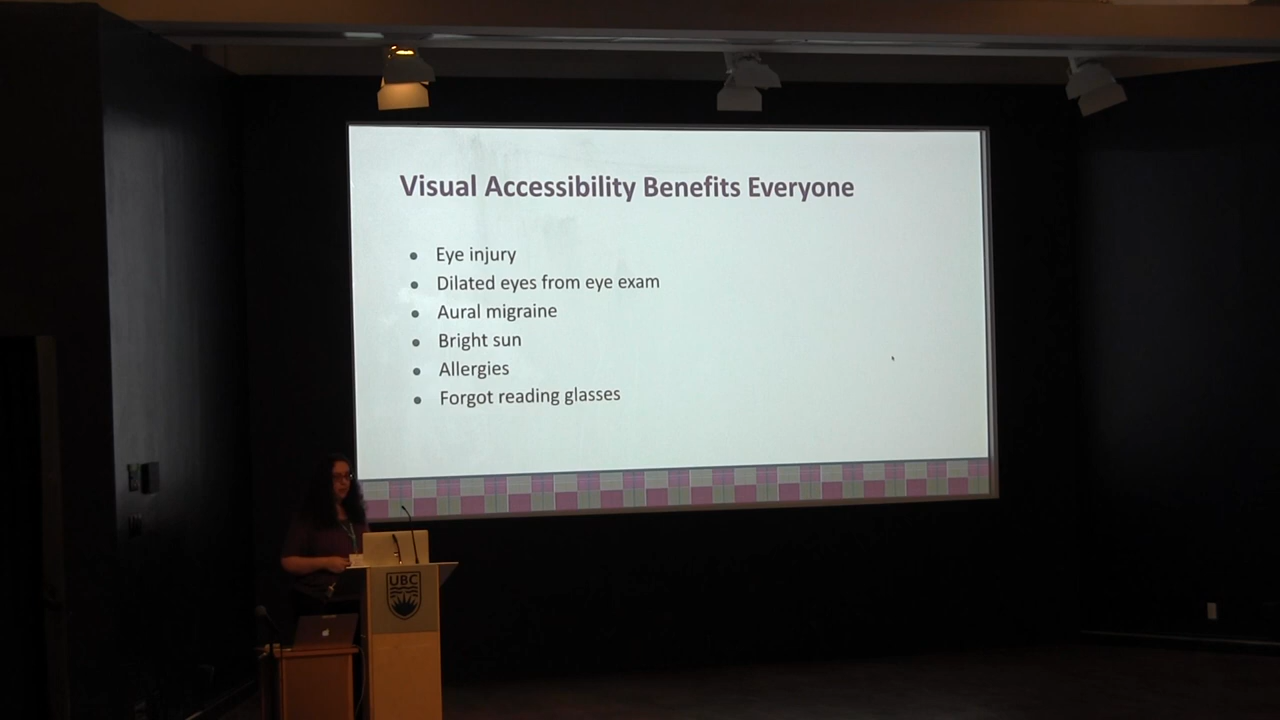 Visual Accessibility Benefits Everyone
Eye injury
Dilated eyes from eye exam
Aural migraine
Bright sun
Allergies
Forgot reading glasses
UBC